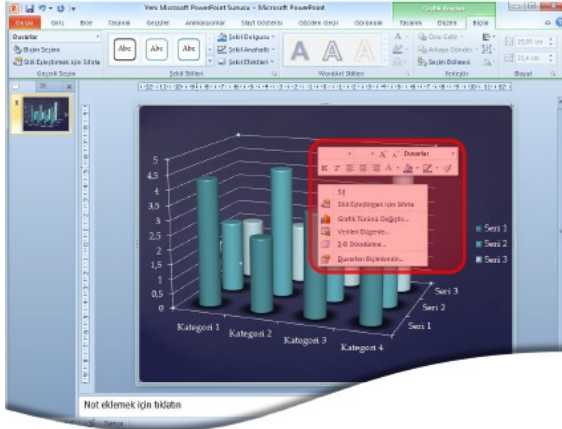 Yeni Microsoft PowerPoint Sunusu - Microsoft PowerPoint
Grafik Araçları
Dosya Giriş Ekle Tasarım Geçişler Animasyonlar Slayt Gösterisi Gözden Geçir Görünüm Tasarım Düzen Biçim
Duvarlar
Biçim Seçimi
Stili Eşleştirmek için Sıfırla
Geçerli Seçim
Abc Abc Abc
Şekil Dolgusu
Şekil Anahattı
Şekil Efektleri
Şekil Stilleri
A A A
WordArt Stilleri
Öne Getir
Arkaya Gönder
Seçim Bölmesi
Yerleştir
25,4 cm
Boyut
1
Duvarlar
K T
Sil
Stili Eşleştirmek için Sıfırla
Grafik Türünü Değiştir...
Verileri Düzenle...
3-B Döndürme...
Duvarları Biçimlendir...
5
4
3
2,5
2
1,5
1
0,5
0
Kategori 1
Kategori 2
Kategori 3
Kategori 4
Seri 3
Seri 2
Seri 1
Seri 1
Seri 2
Seri 3
Not eklemek için tıklatın
Türkçe